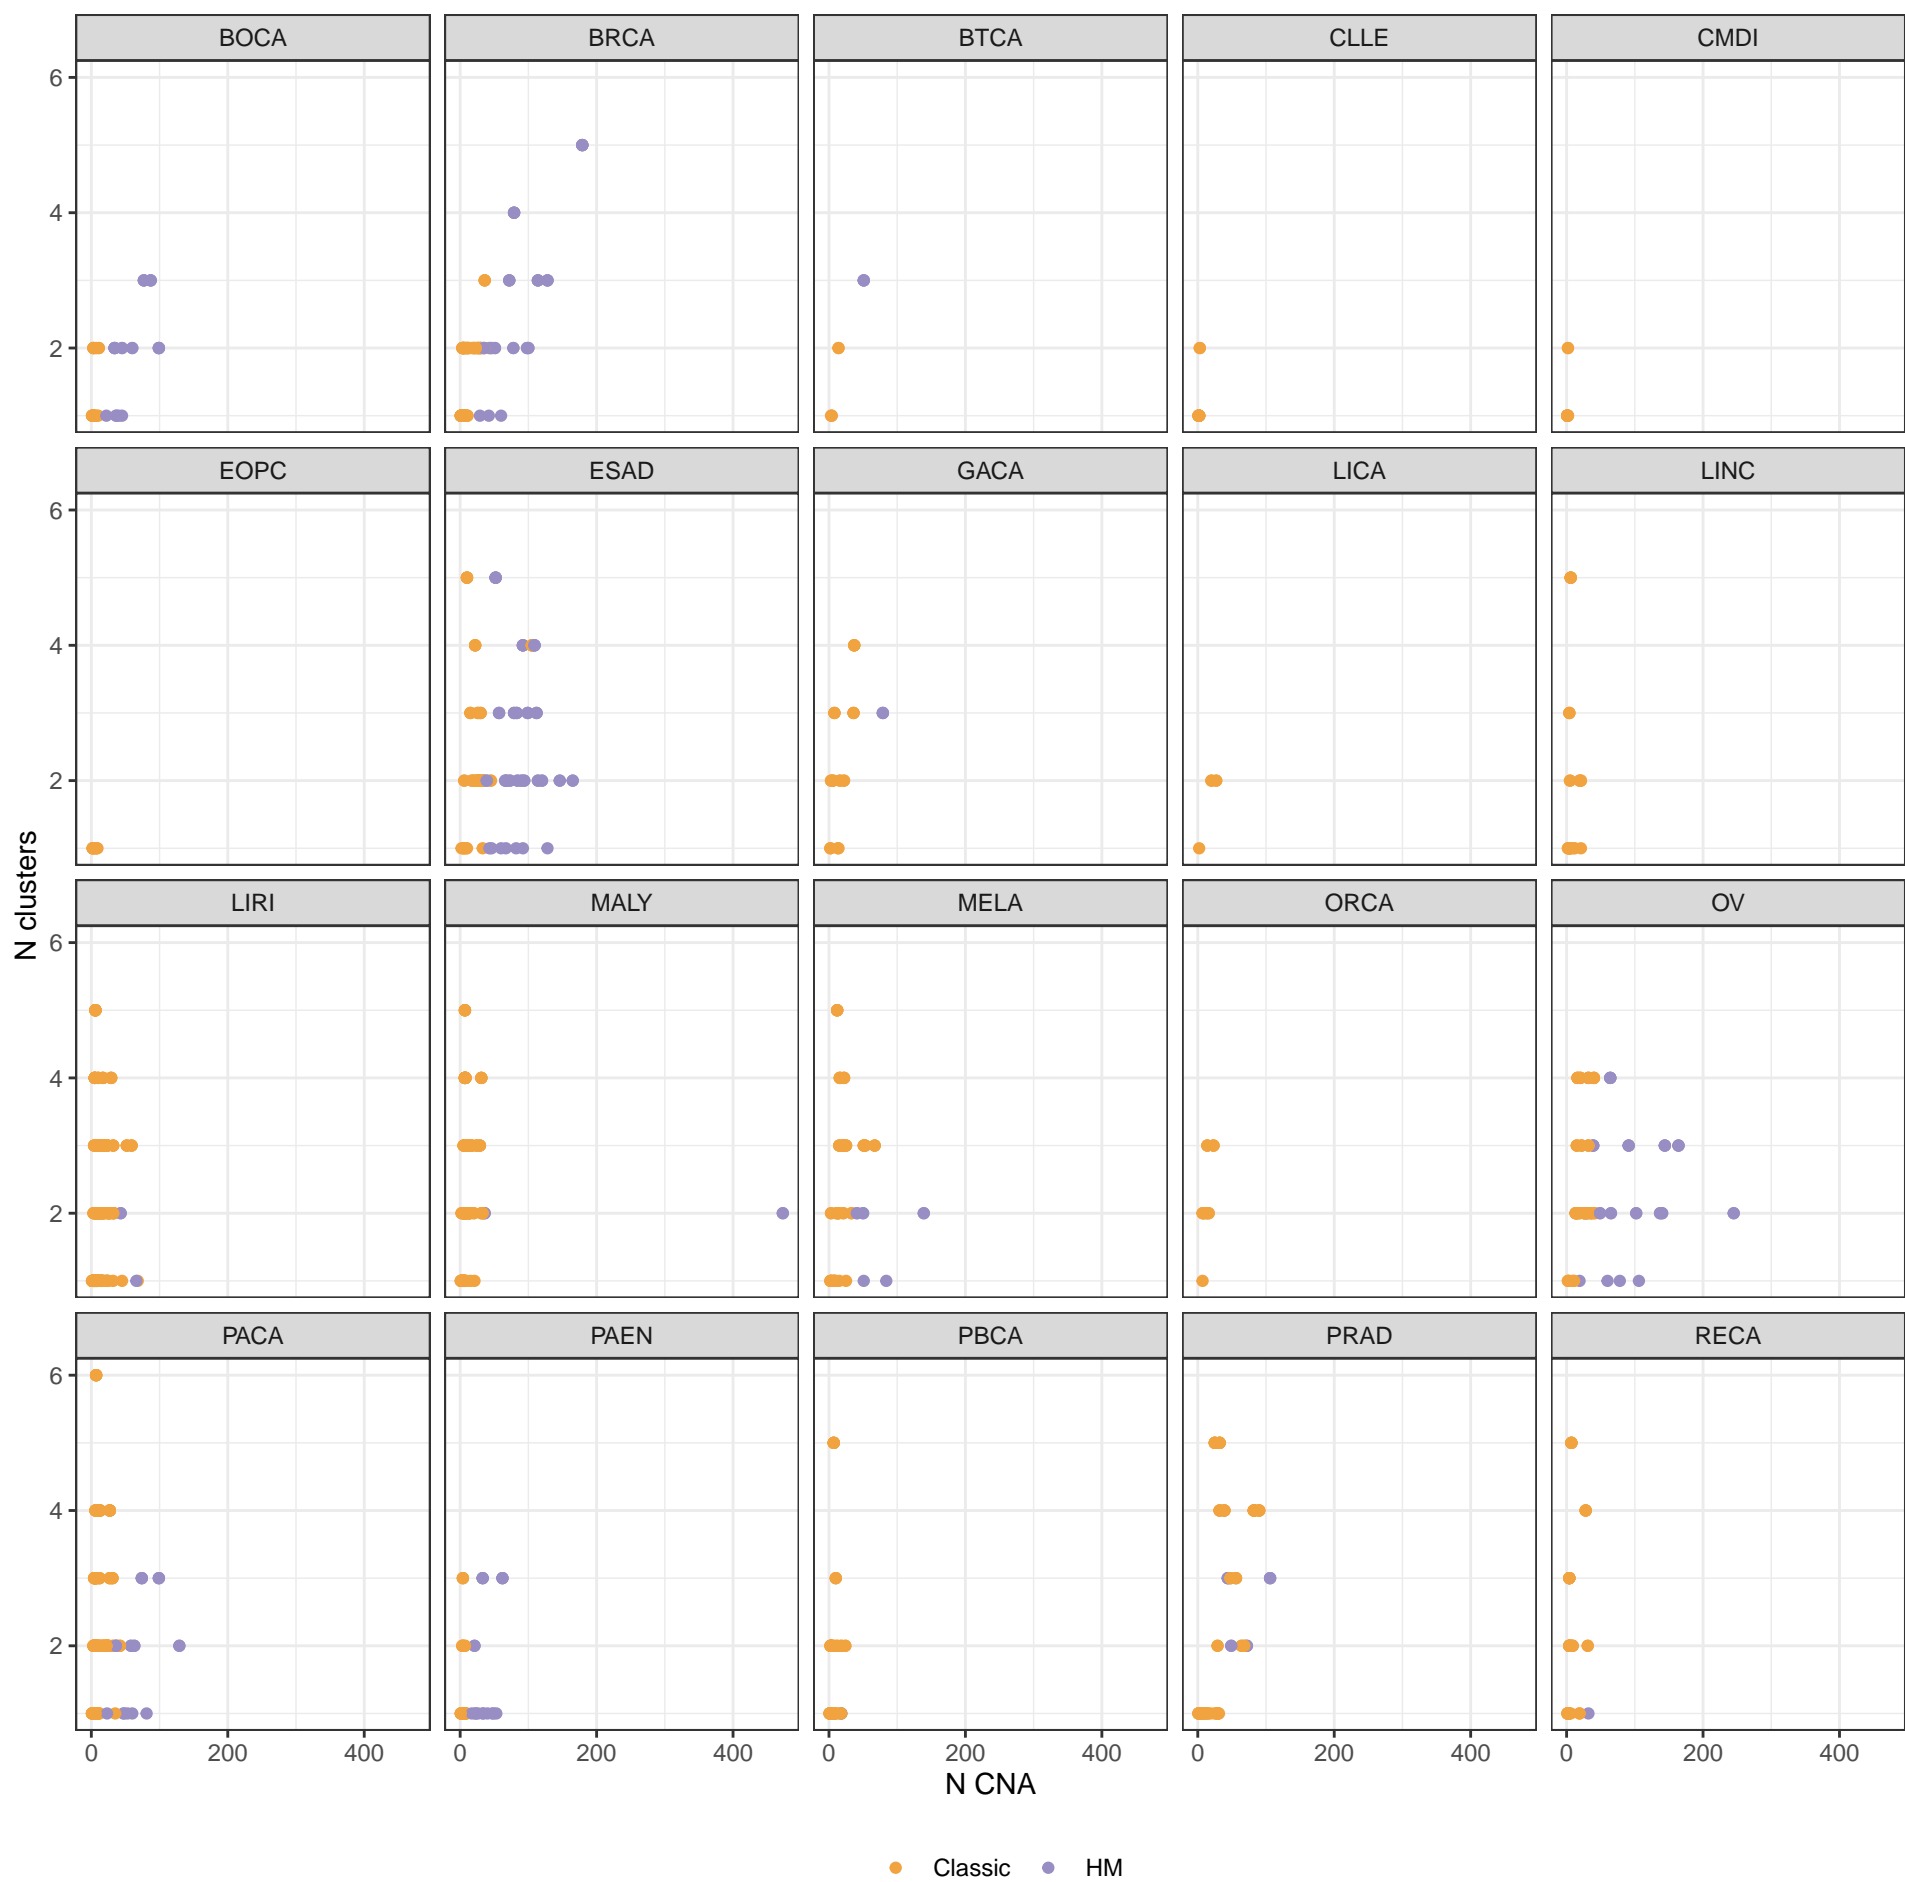 BOCA BRCA BTCA CLLE CMDI
6
4
2
EOPC ESAD GACA LICA LINC
6
4
2
N clusters
LIRI MALY MELA ORCA OV
6
4
2
PACA PAEN PBCA PRAD RECA
6
4
2
0 200 400 0 200 400 0 200 400 0 200 400 0 200 400
N CNA
Classic HM